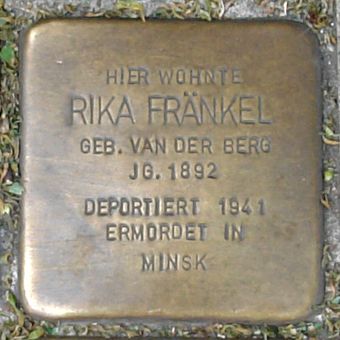 HIER WOHNTE
RIKA FRÄNKEL
GEB. VAN DER BERG
JG. 1892
DEPORTIERT 1941
ERMORDET IN
MINSK